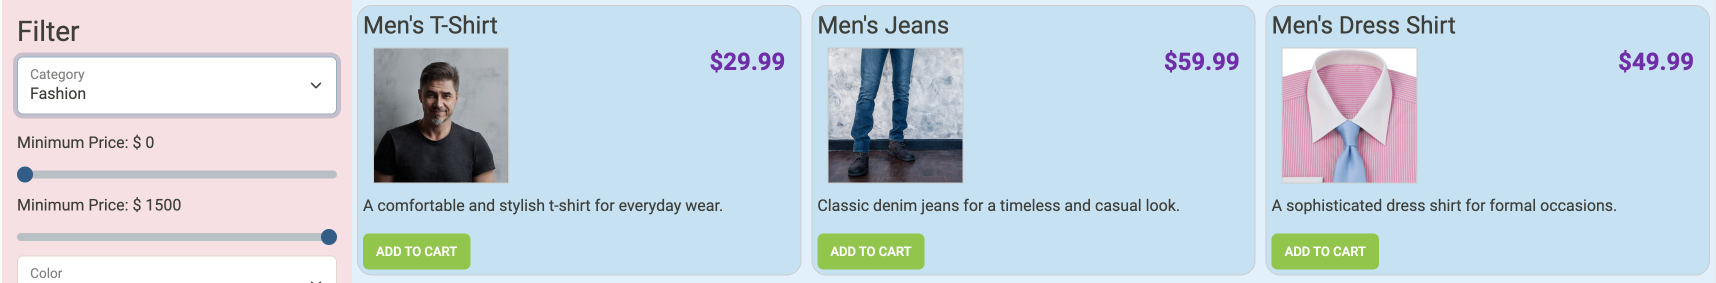 Filter
Category
Fashion
Minimum Price: $ 0
Minimum Price: $ 1500
Color
Men's T-Shirt
$29.99
A comfortable and stylish t-shirt for everyday wear.
ADD TO CART
Men's Jeans
$59.99
Classic denim jeans for a timeless and casual look.
ADD TO CART
Men's Dress Shirt
$49.99
A sophisticated dress shirt for formal occasions.
ADD TO CART